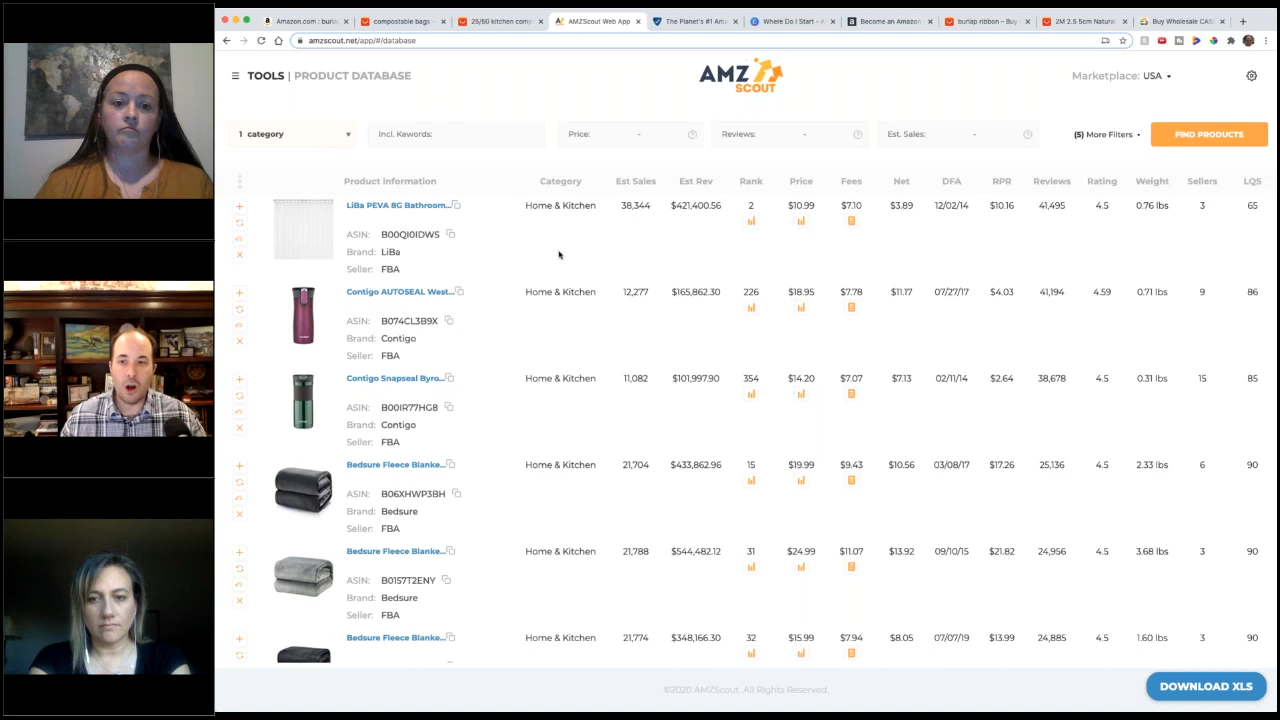 Amazon.com : burlap
compostable bags –
25/50 kitchen comp
AMZScout Web App
The Planet's #1 Ama
Where Do I Start - A
Become an Amazon
burlap ribbon – Buy
2M 2.5 5cm Natural
Buy Wholesale CASE
amzscout.net/app/#/database
TOOLS | PRODUCT DATABASE
AMZ SCOUT
Marketplace: USA
1 category
Incl. Kewords:
Price: -
Reviews: -
Est. Sales: -
(5) More Filters
FIND PRODUCTS
Product information Category Est Sales Est Rev Rank Price Fees Net DFA RPR Reviews Rating Weight Sellers LQS
LiBa PEVA 8G Bathroom... Home & Kitchen 38,344 $421,400.56 2 $10.99 $7.10 $3.89 12/02/14 $10.16 41,495 4.5 0.76 lbs 3 65
ASIN: B00QI0IDWS
Brand: LiBa
Seller: FBA
Contigo AUTOSEAL West... Home & Kitchen 12,277 $165,862.30 226 $18.95 $7.78 $11.17 07/27/17 $4.03 41,194 4.59 0.71 lbs 9 86
ASIN: B074CL3B9X
Brand: Contigo
Seller: FBA
Contigo Snapseal Byro... Home & Kitchen 11,082 $101,997.90 354 $14.20 $7.07 $7.13 02/11/14 $2.64 38,678 4.5 0.31 lbs 15 85
ASIN: B00IR77HG8
Brand: Contigo
Seller: FBA
Bedsure Fleece Blanke... Home & Kitchen 21,704 $433,862.96 15 $19.99 $9.43 $10.56 03/08/17 $17.26 25,136 4.5 2.33 lbs 6 90
ASIN: B06XHWP3BH
Brand: Bedsure
Seller: FBA
Bedsure Fleece Blanke... Home & Kitchen 21,788 $544,482.12 31 $24.99 $11.07 $13.92 09/10/15 $21.82 24,956 4.5 3.68 lbs 3 90
ASIN: B0157T2ENY
Brand: Bedsure
Seller: FBA
Bedsure Fleece Blanke... Home & Kitchen 21,774 $348,166.30 32 $15.99 $7.94 $8.05 07/07/19 $13.99 24,885 4.5 1.60 lbs 3 90
©2020 AMZScout. All Rights Reserved.
DOWNLOAD XLS